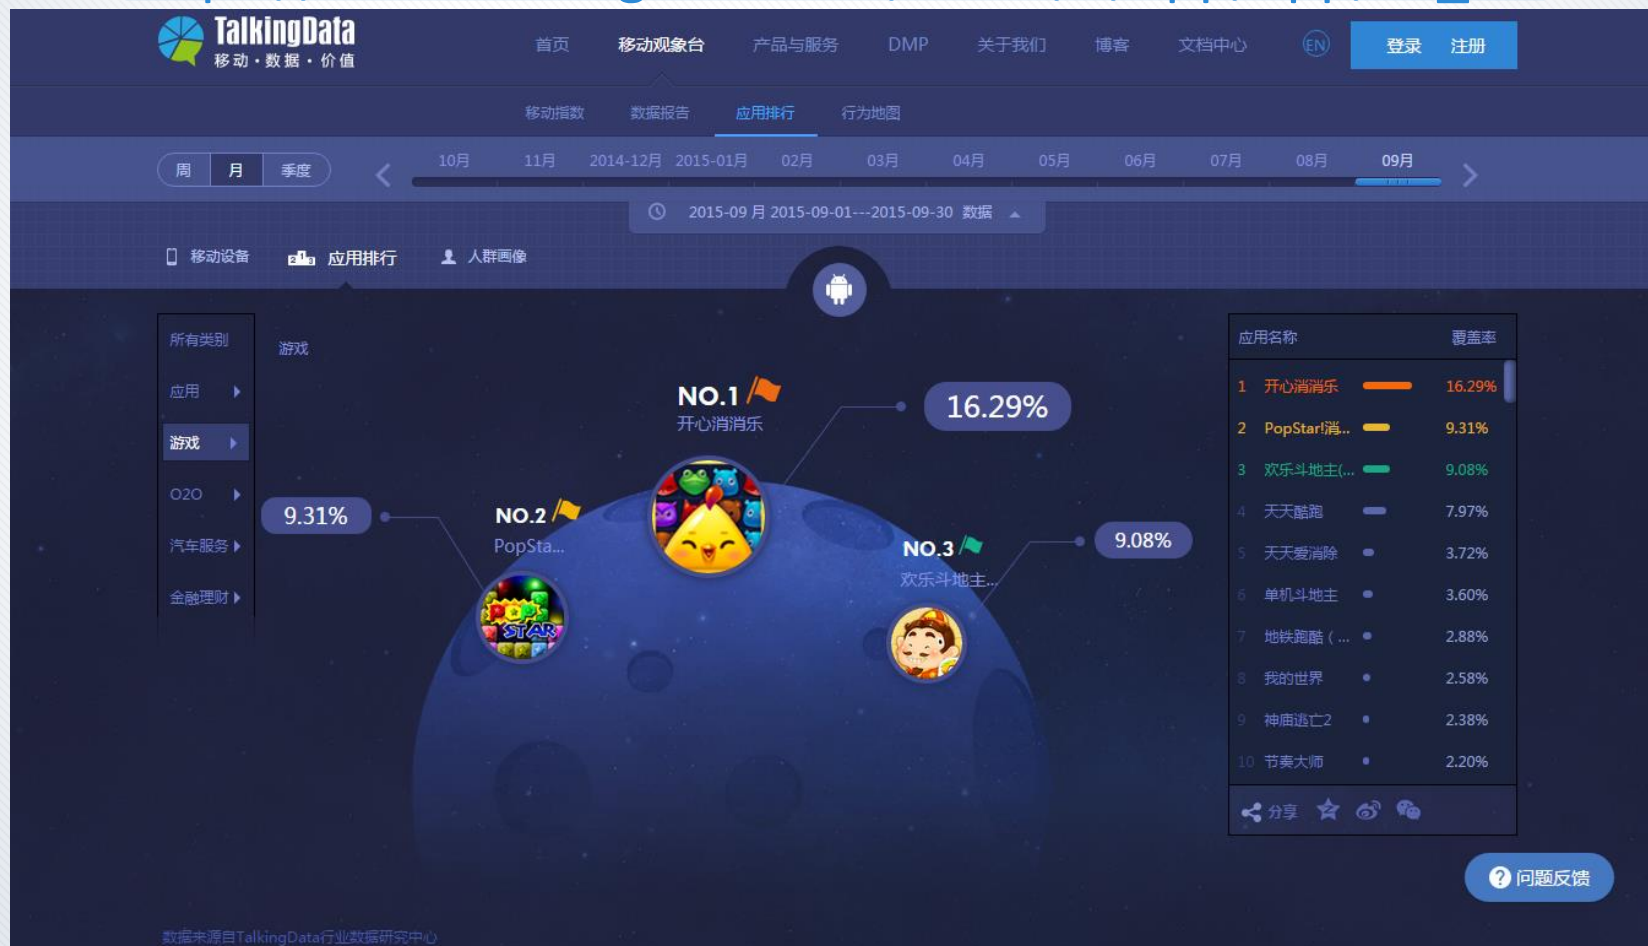 TalkingData
移动·数据·价值
首页 移动观象台 产品与服务 DMP 关于我们 博客 文档中心 EN 登录 注册
移动指数 数据报告 应用排行 行为地图
周 月 季度 10月 11月 2014-12月 2015-01月 02月 03月 04月 05月 06月 07月 08月 09月
2015-09 月 2015-09-01---2015-09-30 数据
移动设备 应用排行 人群画像
所有类别
应用
游戏
O2O
汽车服务
金融理财
游戏
NO.1
开心消消乐
16.29%
NO.2
PopSta...
9.31%
POP
STAR
NO.3
欢乐斗地主...
9.08%
应用名称 覆盖率
1 开心消消乐 16.29%
2 PopStar!消... 9.31%
3 欢乐斗地主(... 9.08%
4 天天酷跑 7.97%
5 天天爱消除 3.72%
6 单机斗地主 3.60%
7 地铁跑酷 ( ... 2.88%
8 我的世界 2.58%
9 神庙逃亡2 2.38%
10 节奏大师 2.20%
分享
问题反馈
数据来源自TalkingData行业数据研究中心